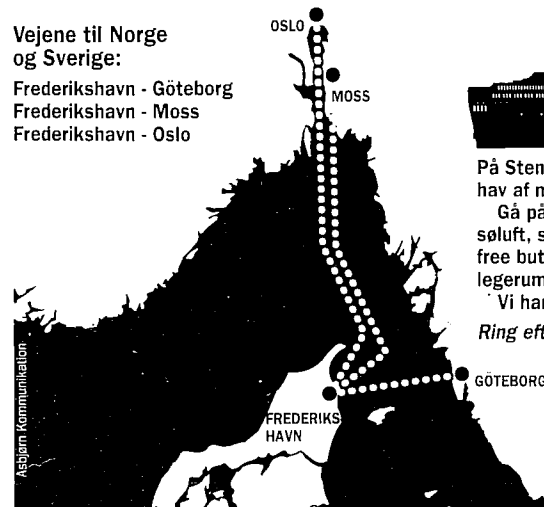 Vejene til Norge
og Sverige:
Frederikshavn - Göteborg
Frederikshavn - Moss
Frederikshavn - Oslo
OSLO
MOSS
GÖTEBORG
FREDERIKS
HAVN
Asbjørn Kommunikation
På Sten
hav af
Gå på
søluft, s
free but
legerum
Vi har
Ring eft